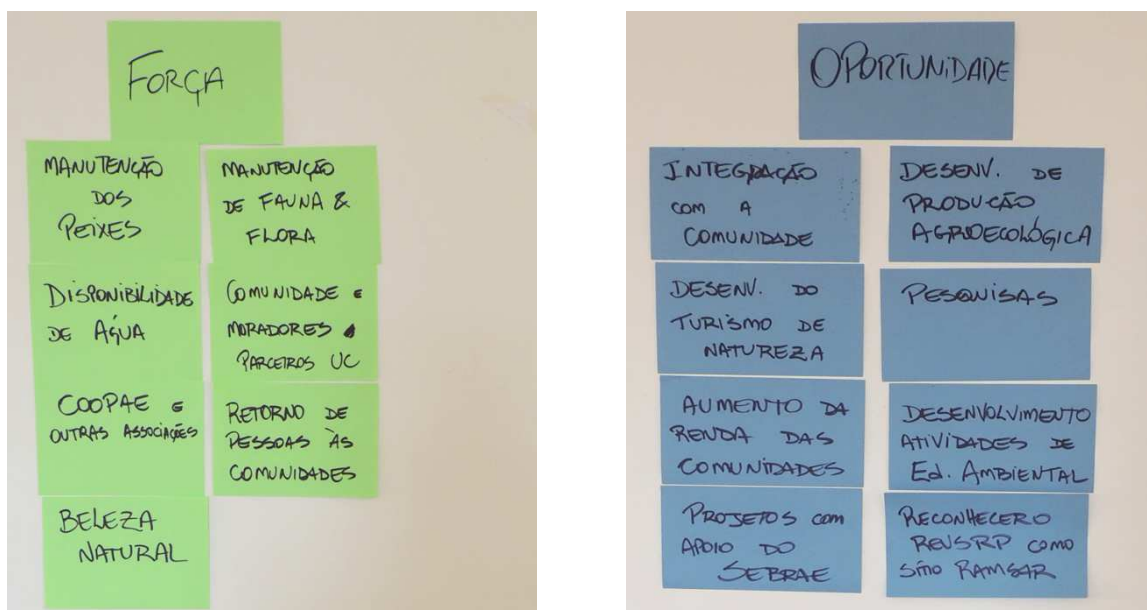 FORÇA
MANUTENÇÃO
DOS
PEIXES
MANUTENÇÃO
DE FAUNA &
FLORA
DISPONIBILIDADE
DE ÁGUA
COMUNIDADE E
MORADORES
PARCEIROS UC
COOPAE E
OUTRAS ASSOCIAÇÕES
RETORNO DE
PESSOAS ÀS
COMUNIDADES
BELEZA
NATURAL
OPORTUNIDADE
INTEGRAÇÃO
COM A
COMUNIDADE
DESENV. DE
PRODUÇÃO
AGROECOLÓGICA
DESENV. DO
TURISMO DE
NATUREZA
PESQUISAS
AUMENTO DA
RENDA DAS
COMUNIDADES
DESENVOLVIMENTO
ATIVIDADES DE
Ed. AMBIENTAL
PROJETOS com
APOIO DO
SEBRAE
RECONHECER O
REVSRP COMO
SÍTIO RAMSAR